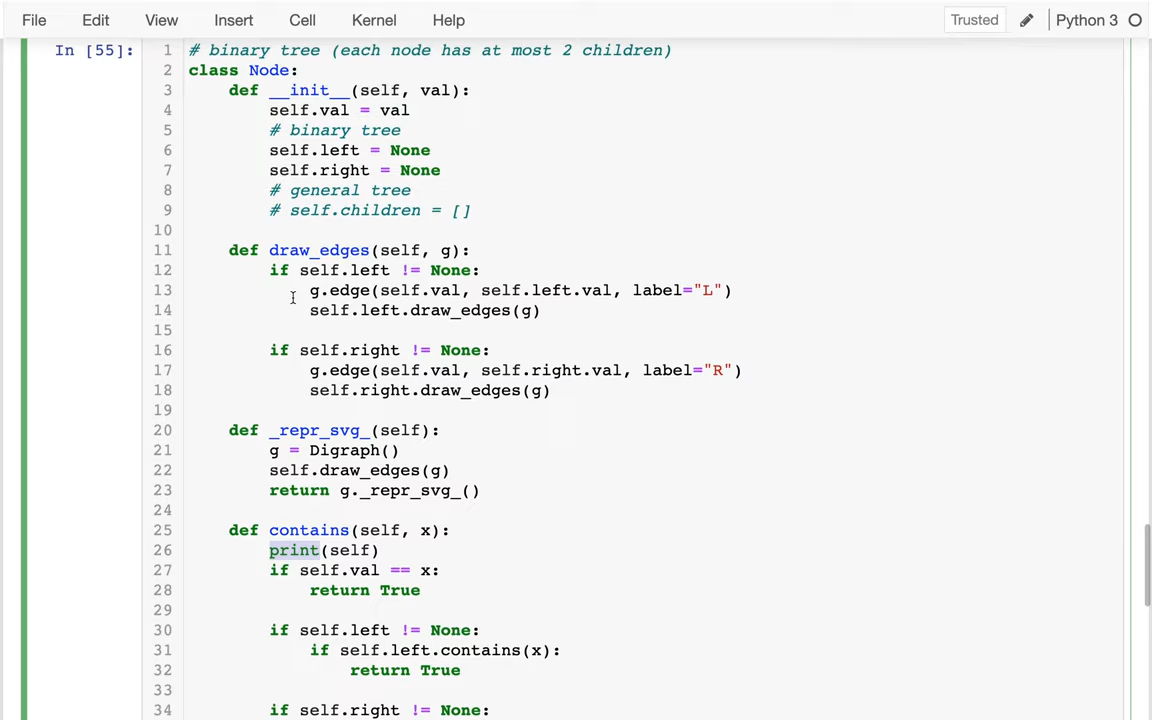 File Edit View Insert Cell Kernel Help Trusted Python 3
In [55]:
1 # binary tree (each node has at most 2 children)
2 class Node:
3     def __init__(self, val):
4         self.val = val
5         # binary tree
6         self.left = None
7         self.right = None
8         # general tree
9         # self.children = []
10
11     def draw_edges(self, g):
12         if self.left != None:
13             g.edge(self.val, self.left.val, label="L")
14             self.left.draw_edges(g)
15
16         if self.right != None:
17             g.edge(self.val, self.right.val, label="R")
18             self.right.draw_edges(g)
19
20     def _repr_svg_(self):
21         g = Digraph()
22         self.draw_edges(g)
23         return g._repr_svg_()
24
25     def contains(self, x):
26         print(self)
27         if self.val == x:
28             return True
29
30         if self.left != None:
31             if self.left.contains(x):
32                 return True
33
34         if self.right != None: